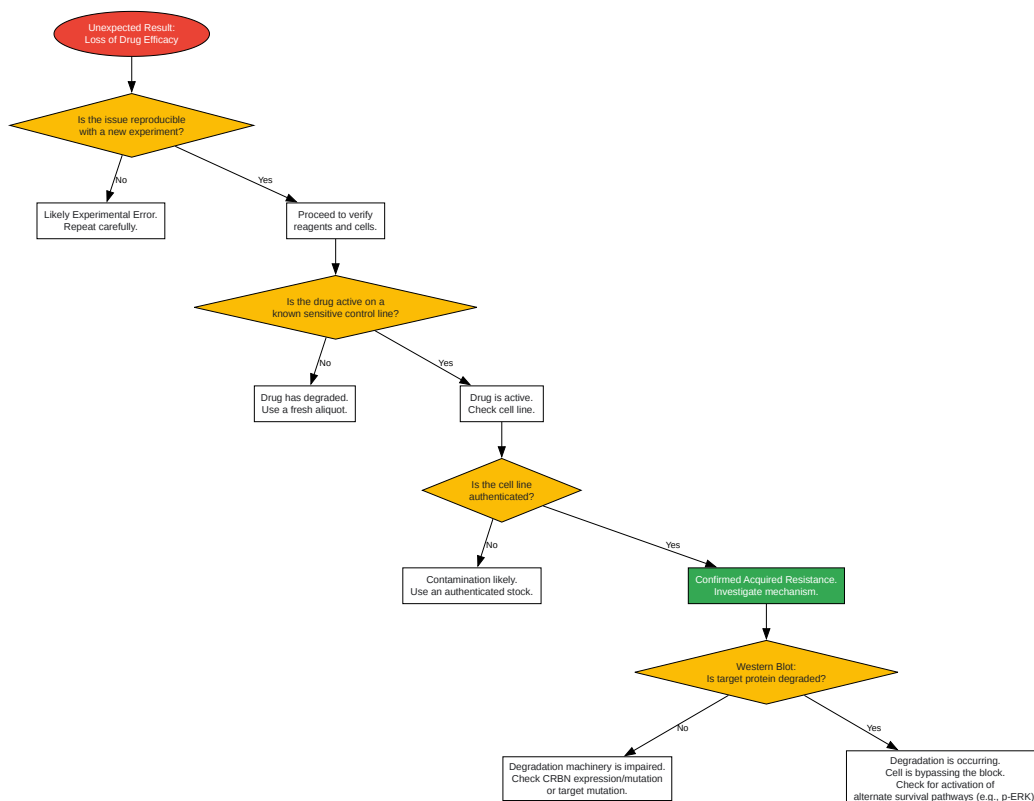 Unexpected Result:
Loss of Drug Efficacy
Is the issue reproducible
with a new experiment?
No
Yes
Likely Experimental Error.
Repeat carefully.
Proceed to verify
reagents and cells.
Is the drug active on a
known sensitive control line?
No
Yes
Drug has degraded.
Use a fresh aliquot.
Drug is active.
Check cell line.
Is the cell line
authenticated?
No
Yes
Contamination likely.
Use an authenticated stock.
Confirmed Acquired Resistance.
Investigate mechanism.
Western Blot:
Is target protein degraded?
No
Yes
Degradation machinery is impaired.
Check CRBN expression/mutation
or target mutation.
Degradation is occurring.
Cell is bypassing the block.
Check for activation of
alternate survival pathways (e.g., p-ERK)